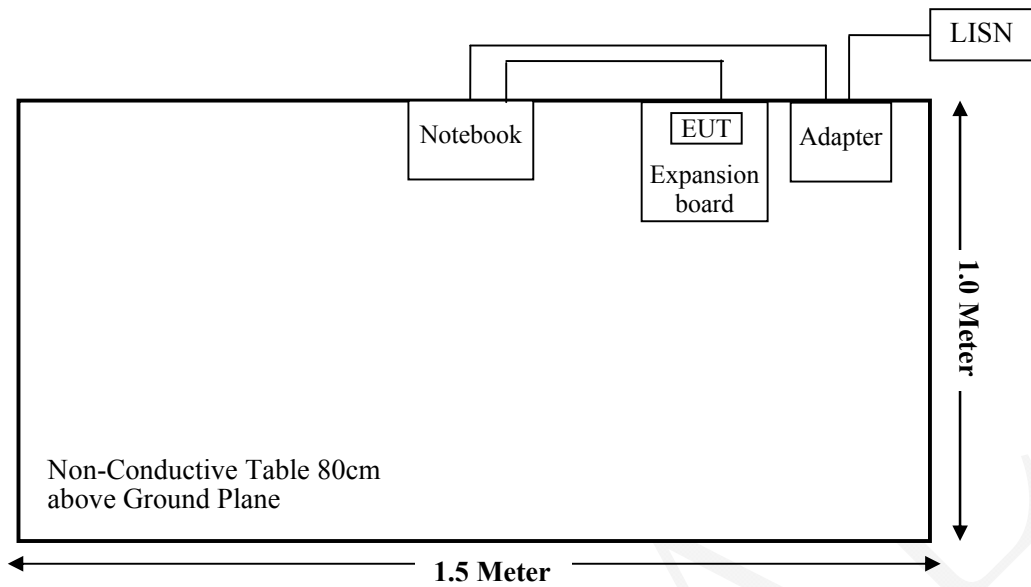 LISN
Notebook
EUT
Expansion
board
Adapter
1.0 Meter
Non-Conductive Table 80cm
above Ground Plane
1.5 Meter